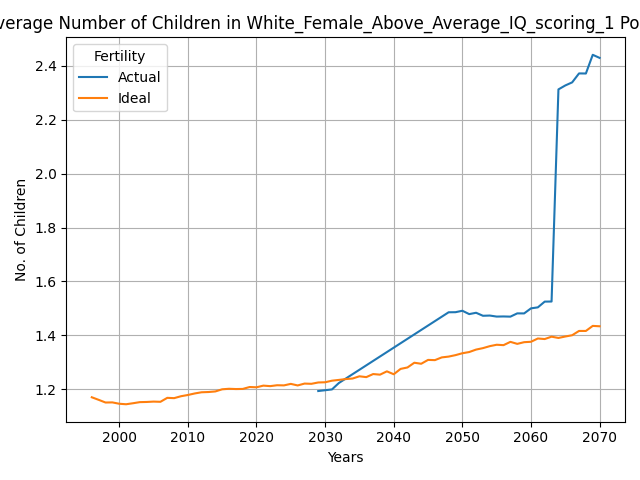 verage Number of Children in White_Female_Above_Average_IQ_scoring_1 Po
Fertility
Actual
Ideal
2.4
2.2
2.0
1.8
1.6
1.4
1.2
No. of Children
2000 2010 2020 2030 2040 2050 2060 2070
Years